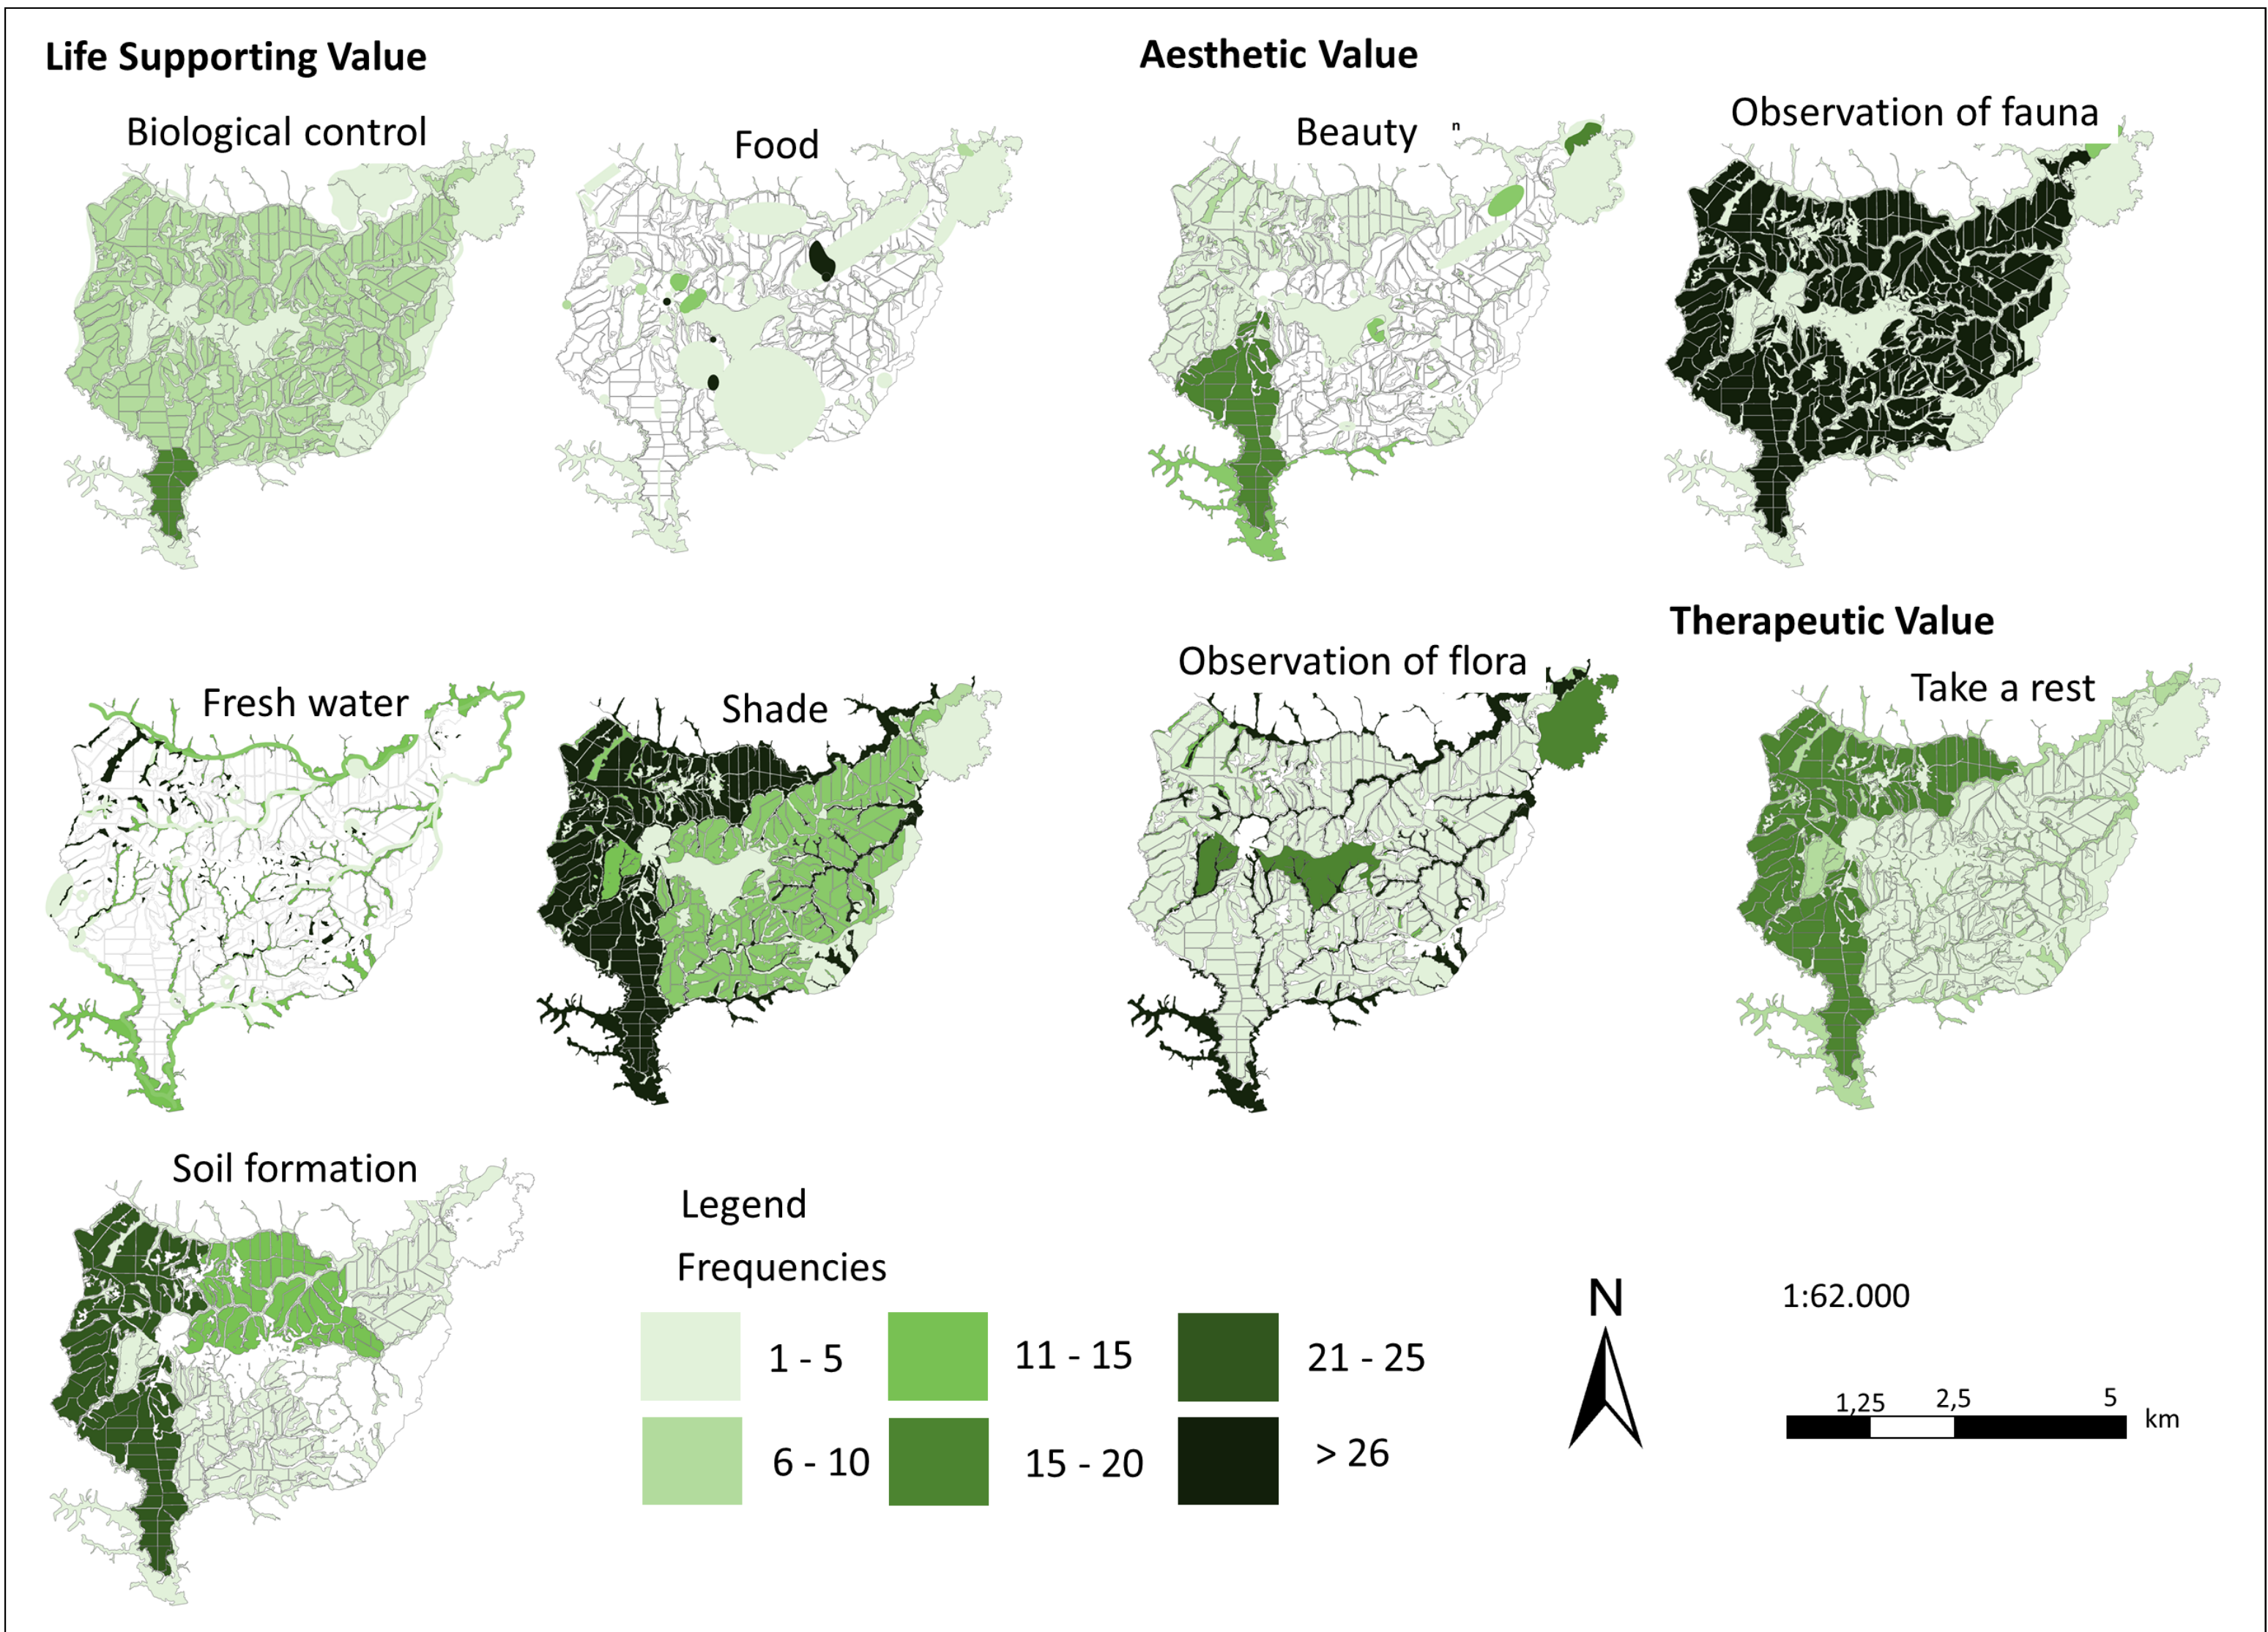 Life Supporting Value
Biological control
Food
Fresh water
Shade
Soil formation
Aesthetic Value
Beauty
n
Observation of fauna
Observation of flora
Therapeutic Value
Take a rest
Legend
Frequencies
1 - 5
11 - 15
21 - 25
6 - 10
15 - 20
> 26
N
1:62.000
1,25 2,5 5
km